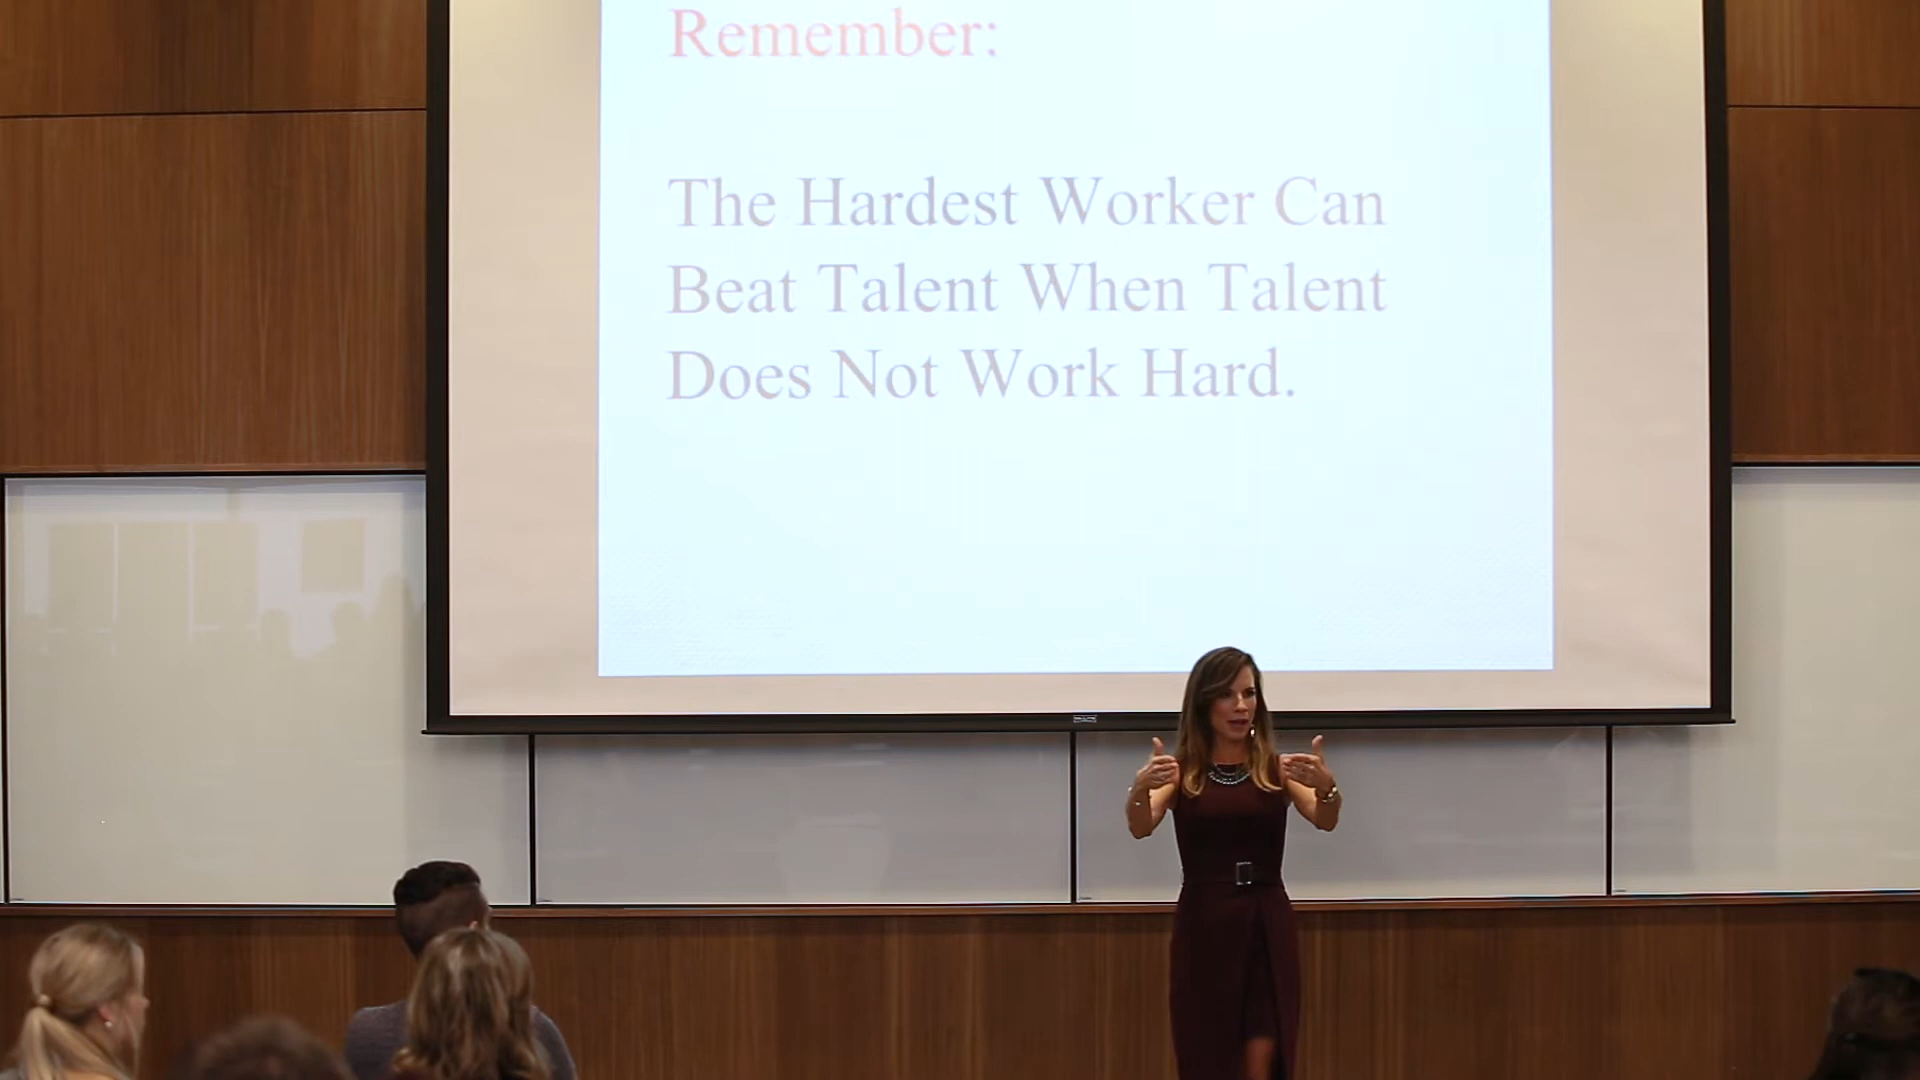 Remember:
The Hardest Worker Can
Beat Talent When Talent
Does Not Work Hard.